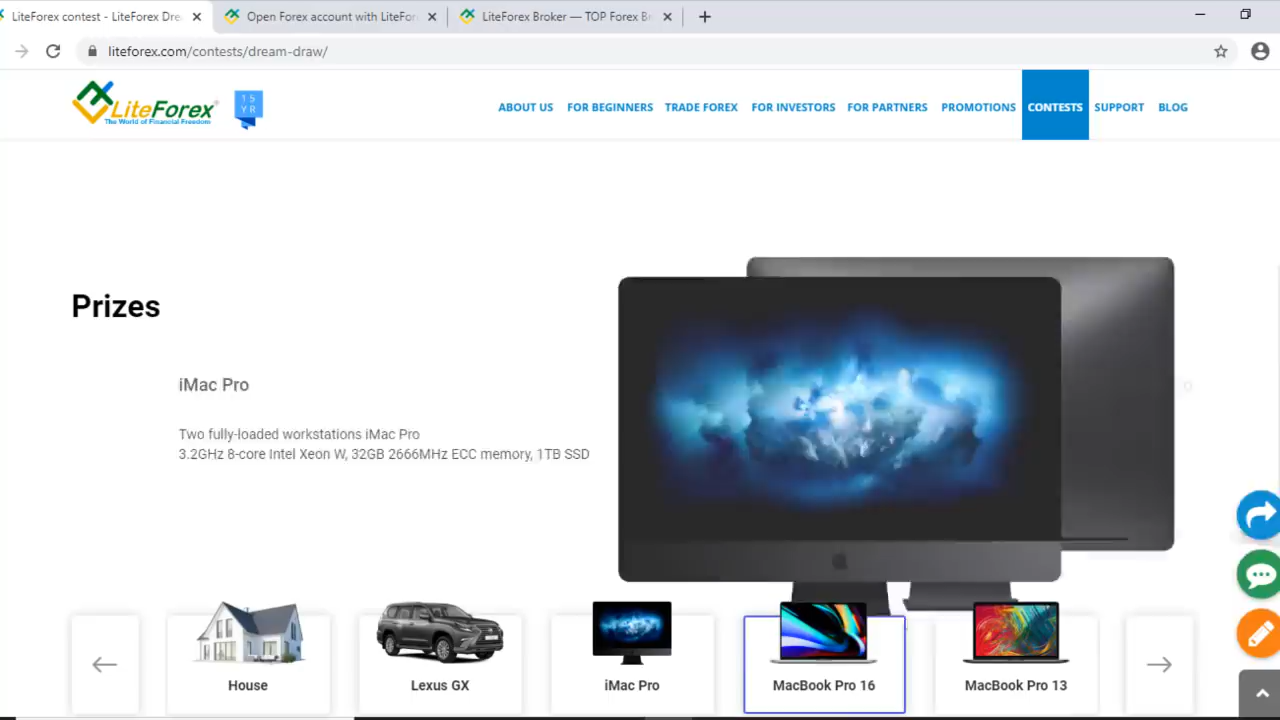 LiteForex contest - LiteForex Dre
Open Forex account with LiteFor
LiteForex Broker — TOP Forex B
liteforex.com/contests/dream-draw/
LiteForex®
The World of Financial Freedom
15
YR
ABOUT US
FOR BEGINNERS
TRADE FOREX
FOR INVESTORS
FOR PARTNERS
PROMOTIONS
CONTESTS
SUPPORT
BLOG
Prizes
iMac Pro
Two fully-loaded workstations iMac Pro
3.2GHz 8-core Intel Xeon W, 32GB 2666MHz ECC memory, 1TB SSD
House
Lexus GX
iMac Pro
MacBook Pro 16
MacBook Pro 13